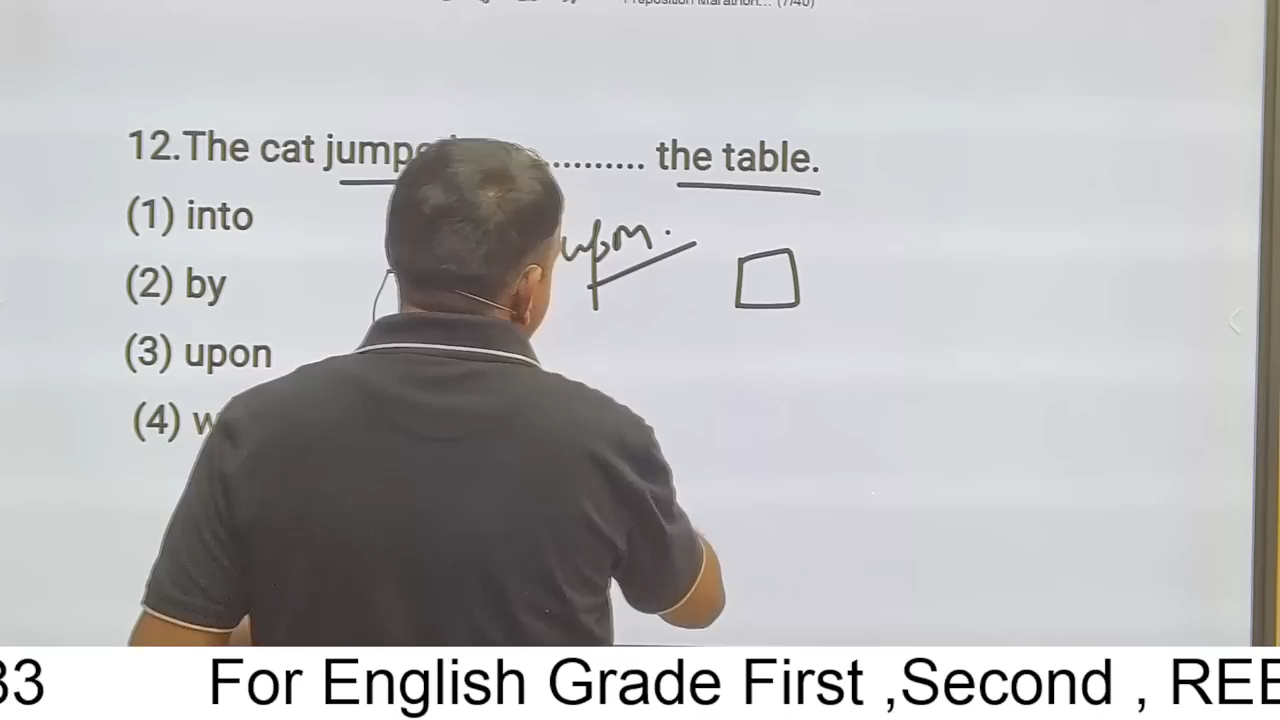 Preposition Marathon... (7/40)
12.The cat jumped ......... the table.
(1) into
upon.
(2) by
(3) upon
(4) w
33 For English Grade First ,Second , REE